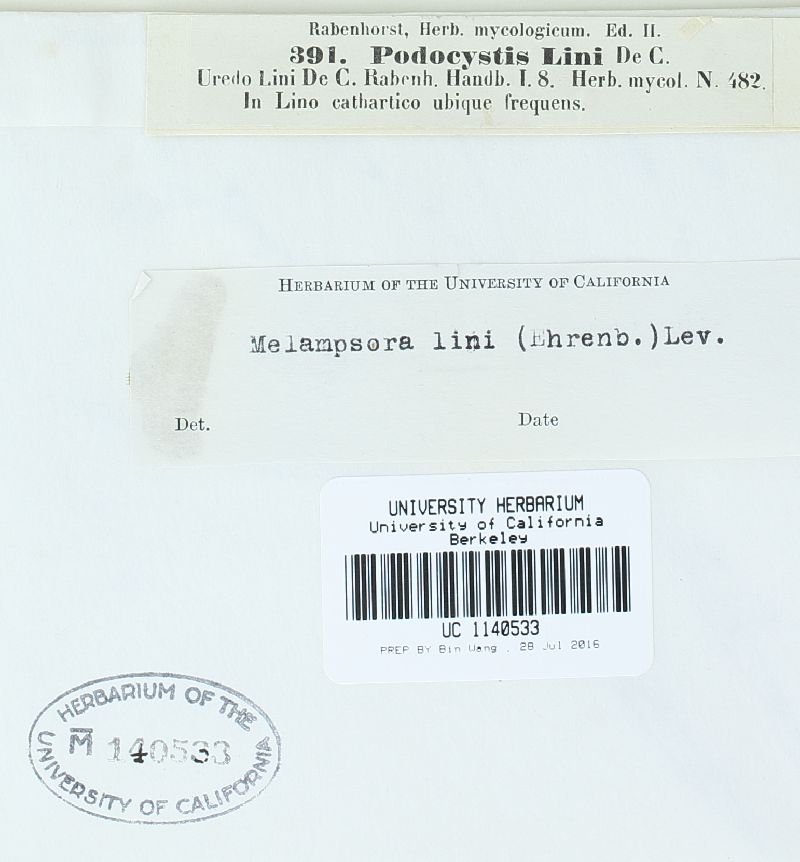 Rabenhorst, Herb. mycologicum. Ed. II.
391. Podocystis Lini De C.
Uredo Lini De C. Rabenh. Handb. I. 8. Herb. mycol. N. 482.
In Lino cathartico ubique frequens.
HERBARIUM OF THE UNIVERSITY OF CALIFORNIA
Melampsora lini (Ehrenb.)Lev.
Det. Date
UNIVERSITY HERBARIUM
University of California
Berkeley
UC 1140533
PREP BY Bin Wang . 28 Jul 2016
HERBARIUM OF THE
M̅ 140533
UNIVERSITY OF CALIFORNIA